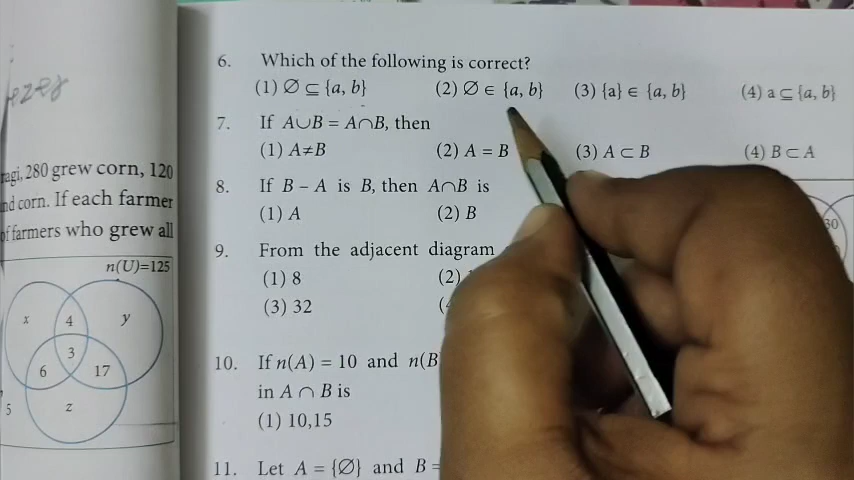 ragi, 280 grew corn, 120
nd corn. If each farmer
of farmers who grew all
n(U)=125
x
4
y
3
6
17
5
z
6. Which of the following is correct?
(1) ∅ ⊆ {a, b} (2) ∅ ∈ {a, b} (3) {a} ∈ {a, b} (4) a ⊆ {a, b}
7. If A∪B = A∩B, then
(1) A≠B (2) A = B (3) A ⊂ B (4) B ⊂ A
8. If B – A is B, then A∩B is
(1) A (2) B
9. From the adjacent diagram
(1) 8 (2)
(3) 32
30
10. If n(A) = 10 and n(B
in A ∩ B is
(1) 10,15
11. Let A = {∅} and B =